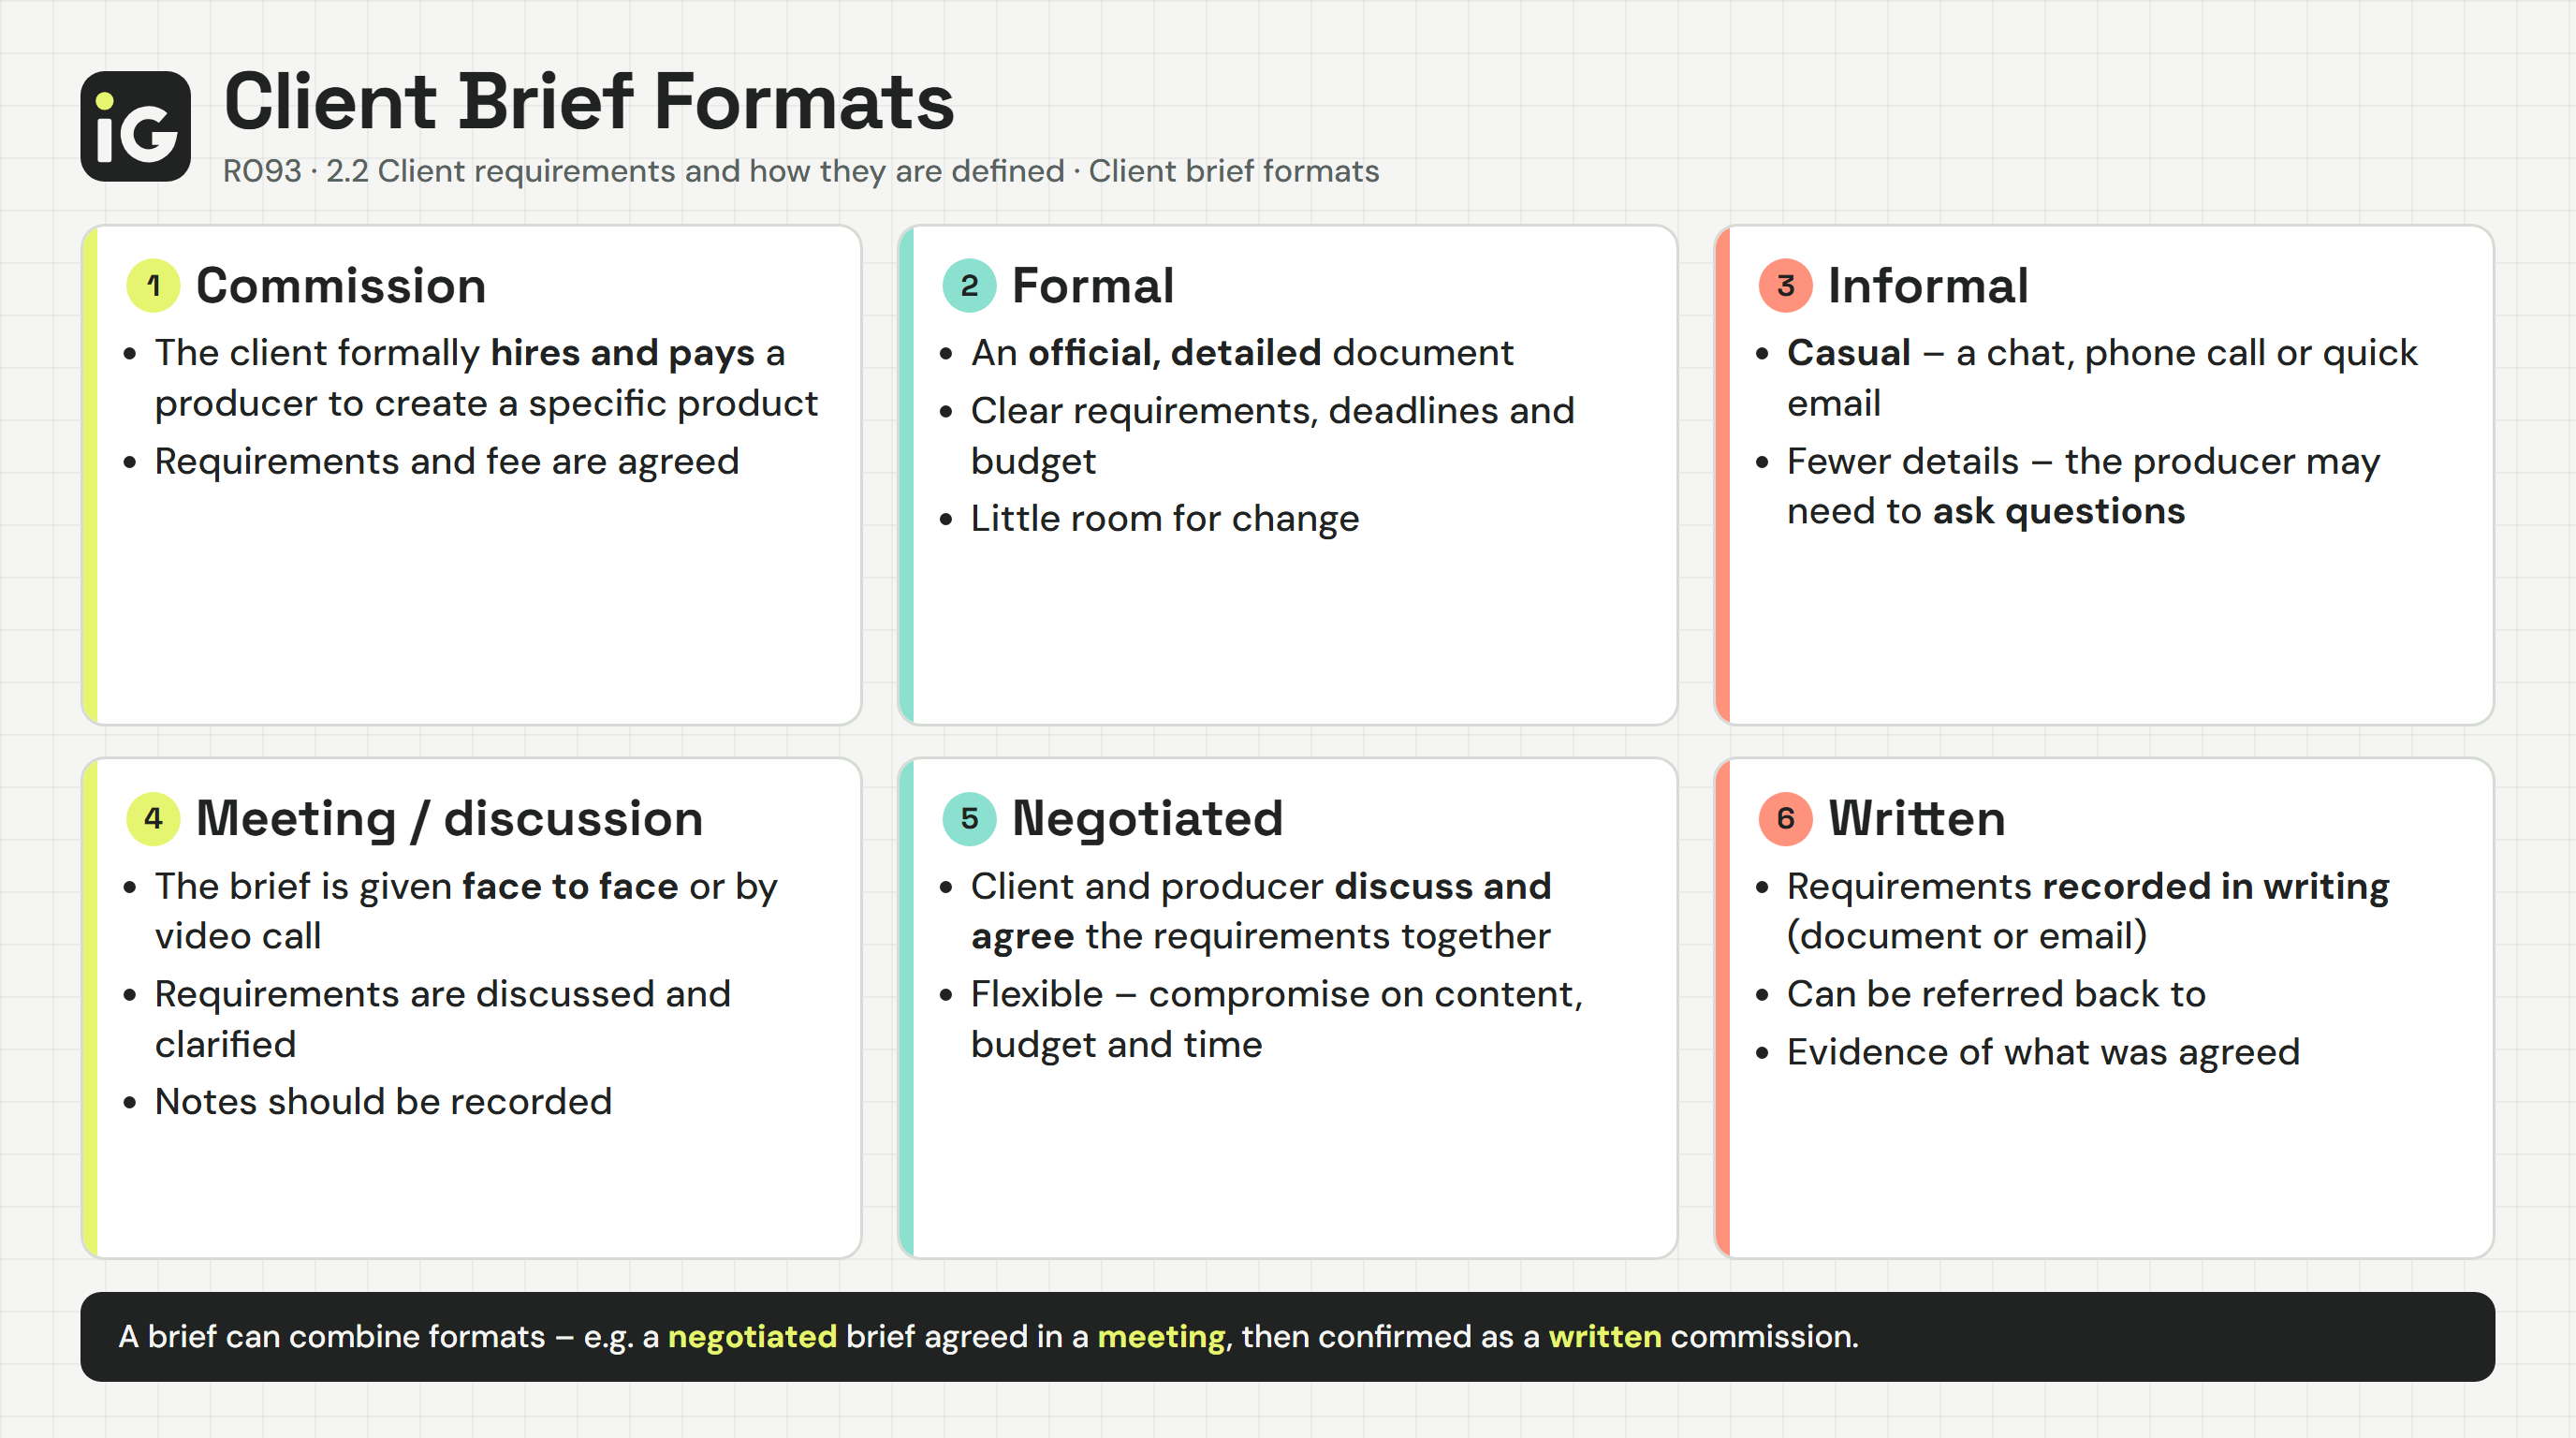 iG
Client Brief Formats
R093 · 2.2 Client requirements and how they are defined · Client brief formats
1 Commission
• The client formally hires and pays a
producer to create a specific product
• Requirements and fee are agreed
2 Formal
• An official, detailed document
• Clear requirements, deadlines and
budget
• Little room for change
3 Informal
• Casual – a chat, phone call or quick
email
• Fewer details – the producer may
need to ask questions
4 Meeting / discussion
• The brief is given face to face or by
video call
• Requirements are discussed and
clarified
• Notes should be recorded
5 Negotiated
• Client and producer discuss and
agree the requirements together
• Flexible – compromise on content,
budget and time
6 Written
• Requirements recorded in writing
(document or email)
• Can be referred back to
• Evidence of what was agreed
A brief can combine formats – e.g. a negotiated brief agreed in a meeting, then confirmed as a written commission.